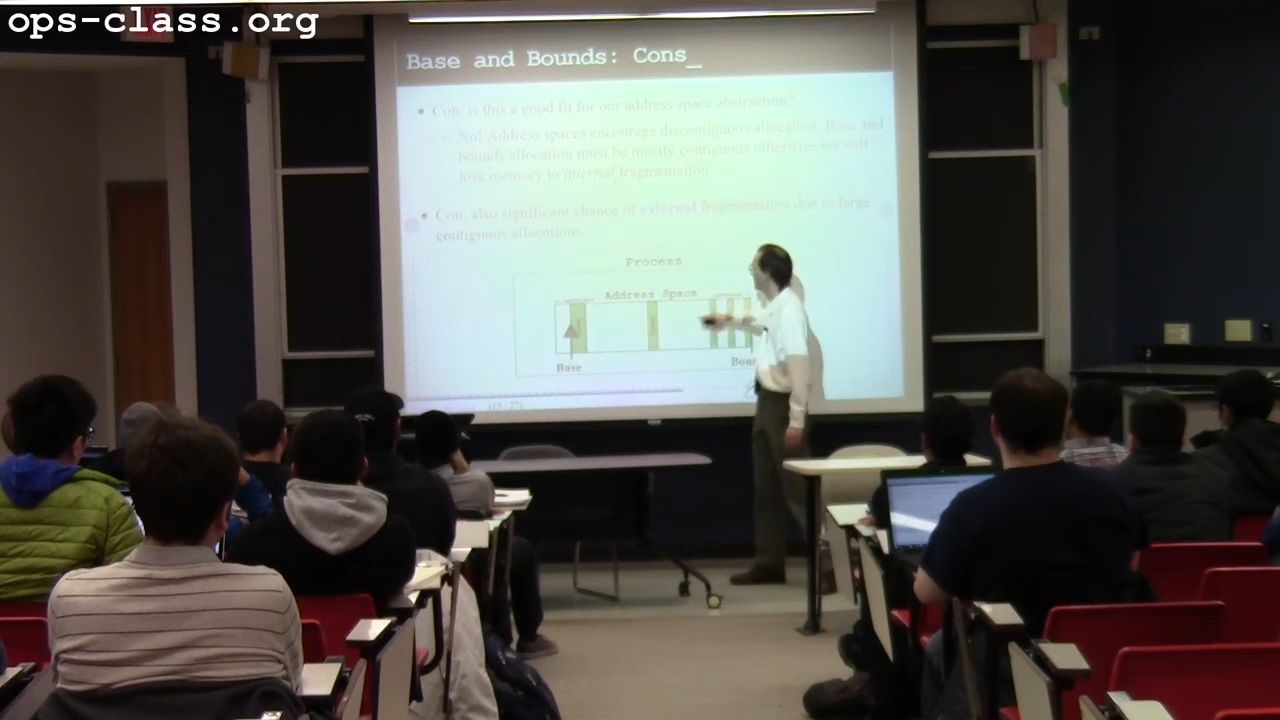 ops-class.org
Base and Bounds: Cons_
• Con: is this a good fit for our address space abstraction?
○ No! Address spaces encourage discontiguous allocation. Base and
bounds allocation must be mostly contiguous otherwise we will
lose memory to internal fragmentation.
• Con: also significant chance of external fragmentation due to large
contiguous allocations.
Process
Address Space
Base